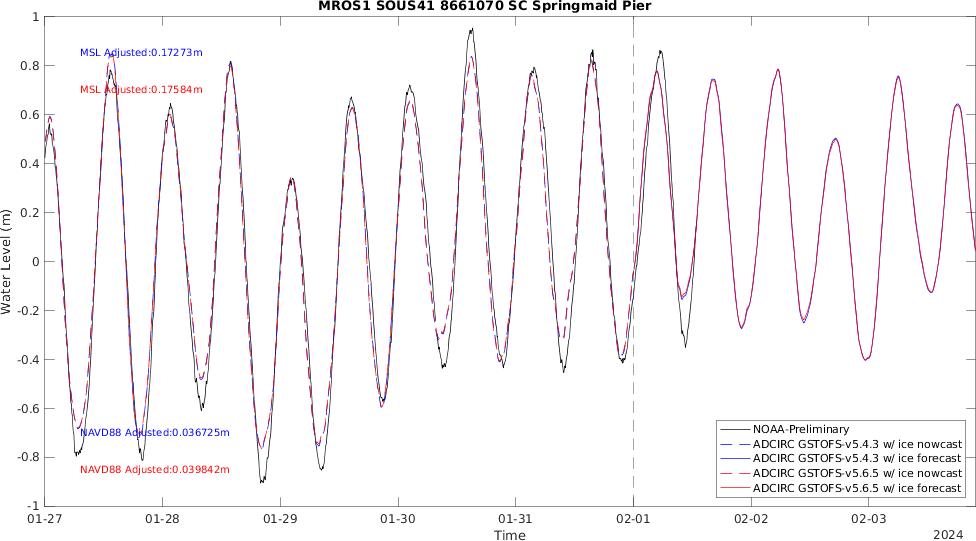 MROS1 SOUS41 8661070 SC Springmaid Pier
1
0.8
0.6
0.4
0.2
0
-0.2
-0.4
-0.6
-0.8
-1
Water Level (m)
MSL Adjusted:0.17273m
MSL Adjusted:0.17584m
NAVD88 Adjusted:0.036725m
NAVD88 Adjusted:0.039842m
NOAA-Preliminary
ADCIRC GSTOFS-v5.4.3 w/ ice nowcast
ADCIRC GSTOFS-v5.4.3 w/ ice forecast
ADCIRC GSTOFS-v5.6.5 w/ ice nowcast
ADCIRC GSTOFS-v5.6.5 w/ ice forecast
01-27 01-28 01-29 01-30 01-31 02-01 02-02 02-03
Time
2024